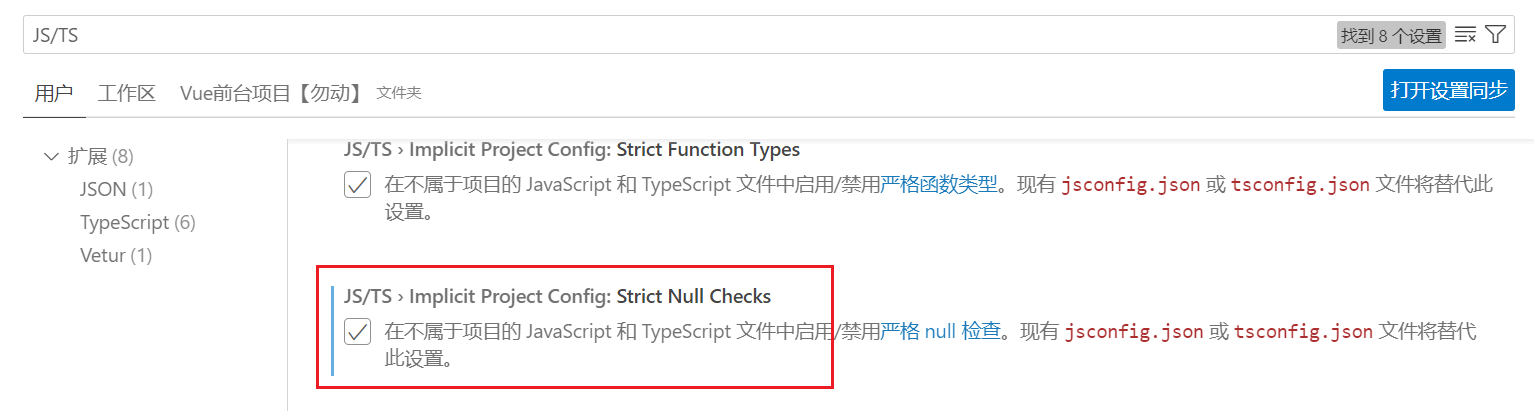 JS/TS
找到 8 个设置
用户 工作区 Vue前台项目【勿动】 文件夹
打开设置同步
扩展 (8)
JSON (1)
TypeScript (6)
Vetur (1)
JS/TS › Implicit Project Config: Strict Function Types
在不属于项目的 JavaScript 和 TypeScript 文件中启用/禁用严格函数类型。现有 jsconfig.json 或 tsconfig.json 文件将替代此
设置。
JS/TS › Implicit Project Config: Strict Null Checks
在不属于项目的 JavaScript 和 TypeScript 文件中启用/禁用严格 null 检查。现有 jsconfig.json 或 tsconfig.json 文件将替代
此设置。